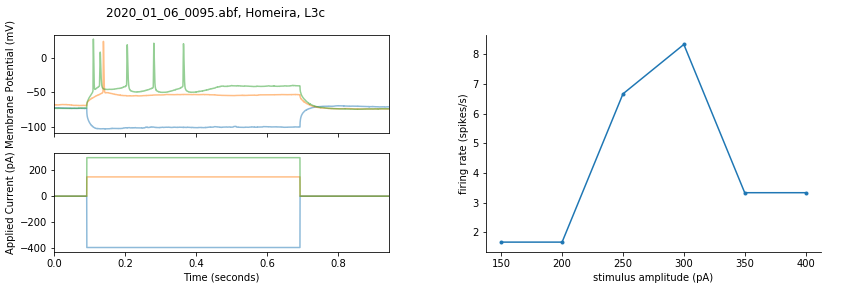 2020_01_06_0095.abf, Homeira, L3c
Membrane Potential (mV)
0
−50
−100
Applied Current (pA)
200
0
−200
−400
0.0 0.2 0.4 0.6 0.8
Time (seconds)
firing rate (spikes/s)
8
7
6
5
4
3
2
150 200 250 300 350 400
stimulus amplitude (pA)